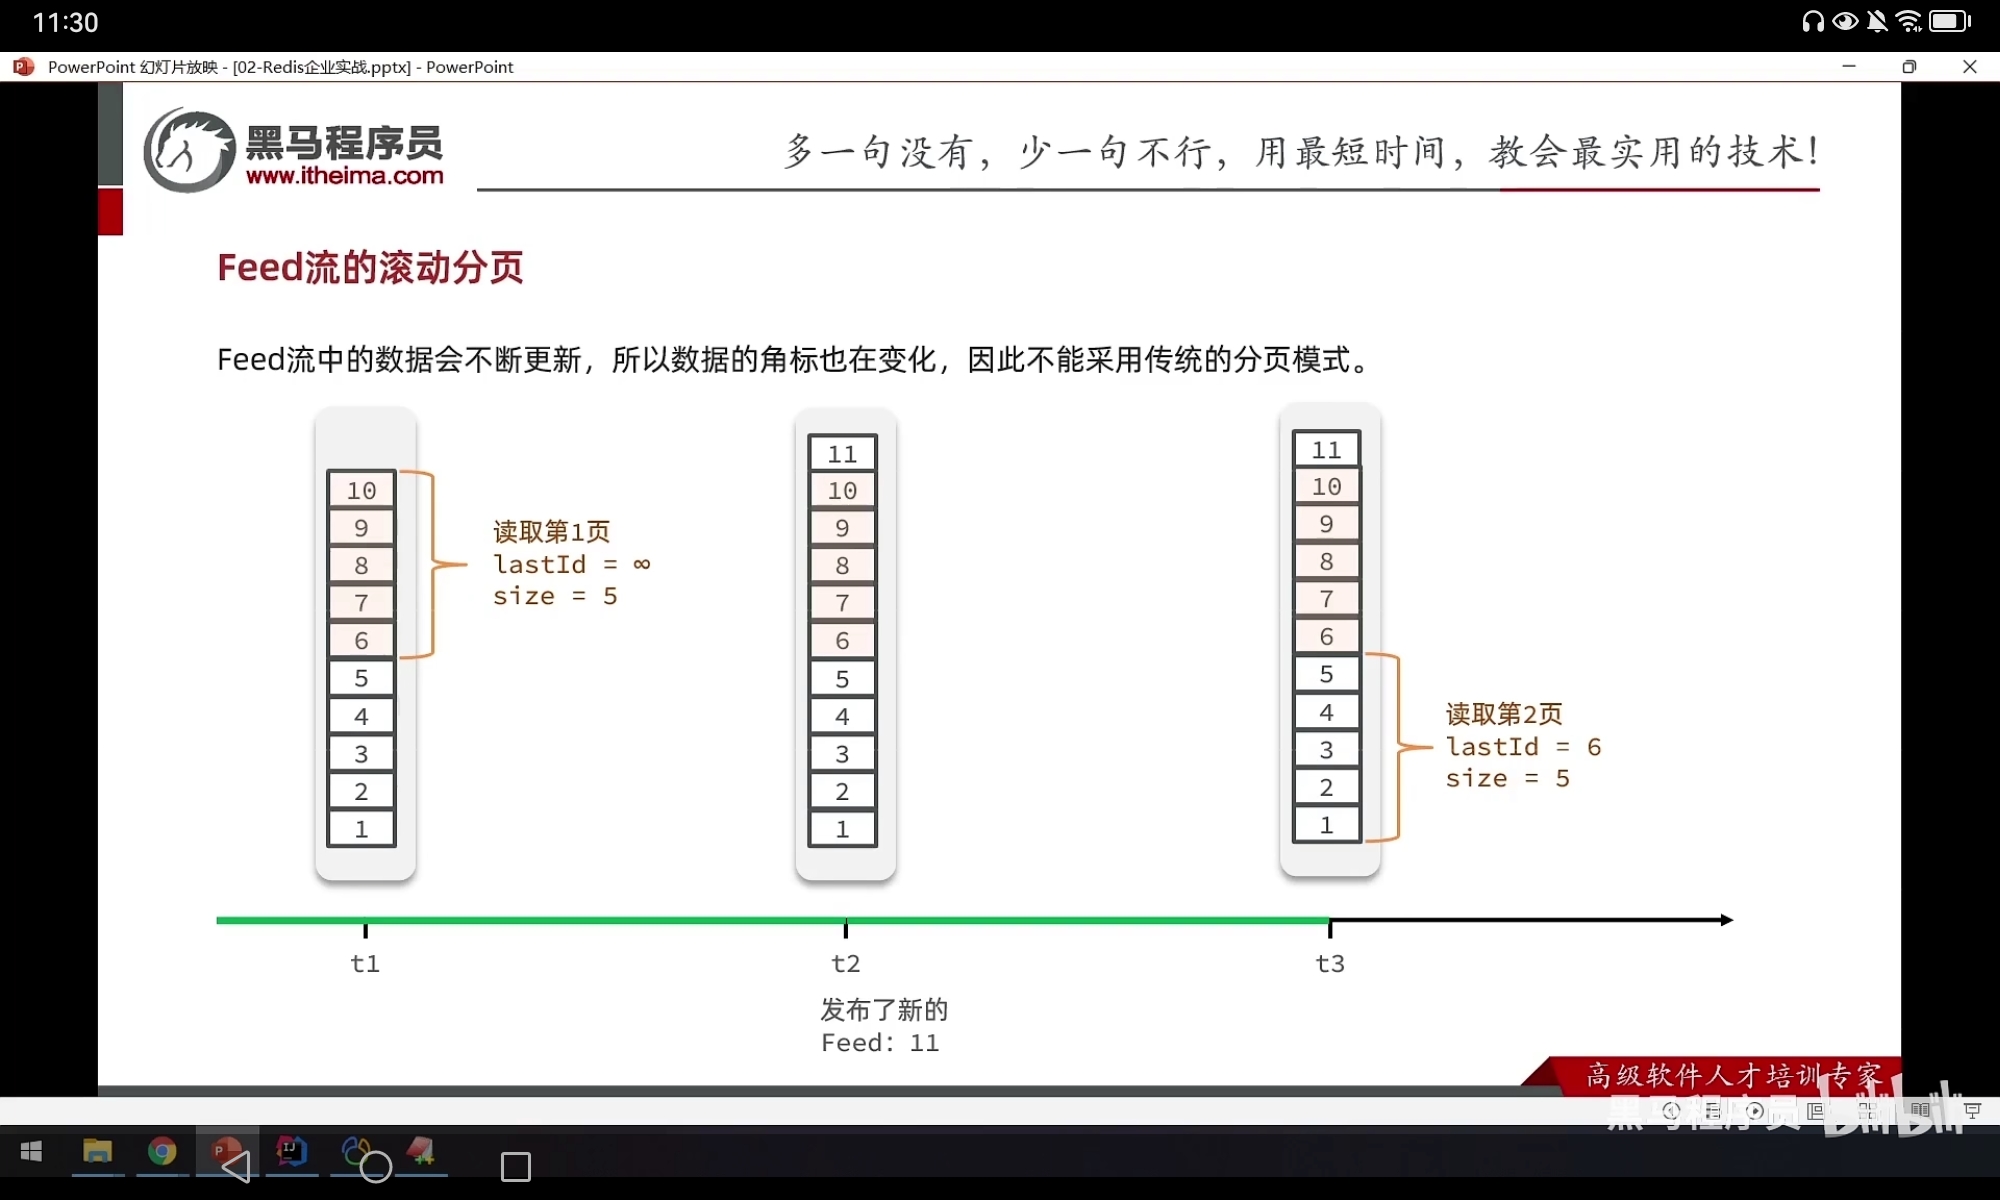 11:30
PowerPoint 幻灯片放映 - [02-Redis企业实战.pptx] - PowerPoint
黑马程序员
www.itheima.com
多一句没有，少一句不行，用最短时间，教会最实用的技术！
Feed流的滚动分页
Feed流中的数据会不断更新，所以数据的角标也在变化，因此不能采用传统的分页模式。
10
9
8
7
6
5
4
3
2
1
读取第1页
lastId = ∞
size = 5
11
10
9
8
7
6
5
4
3
2
1
11
10
9
8
7
6
5
4
3
2
1
读取第2页
lastId = 6
size = 5
t1
t2
t3
发布了新的
Feed：11
高级软件人才培训专家
黑马程序员 bilibili